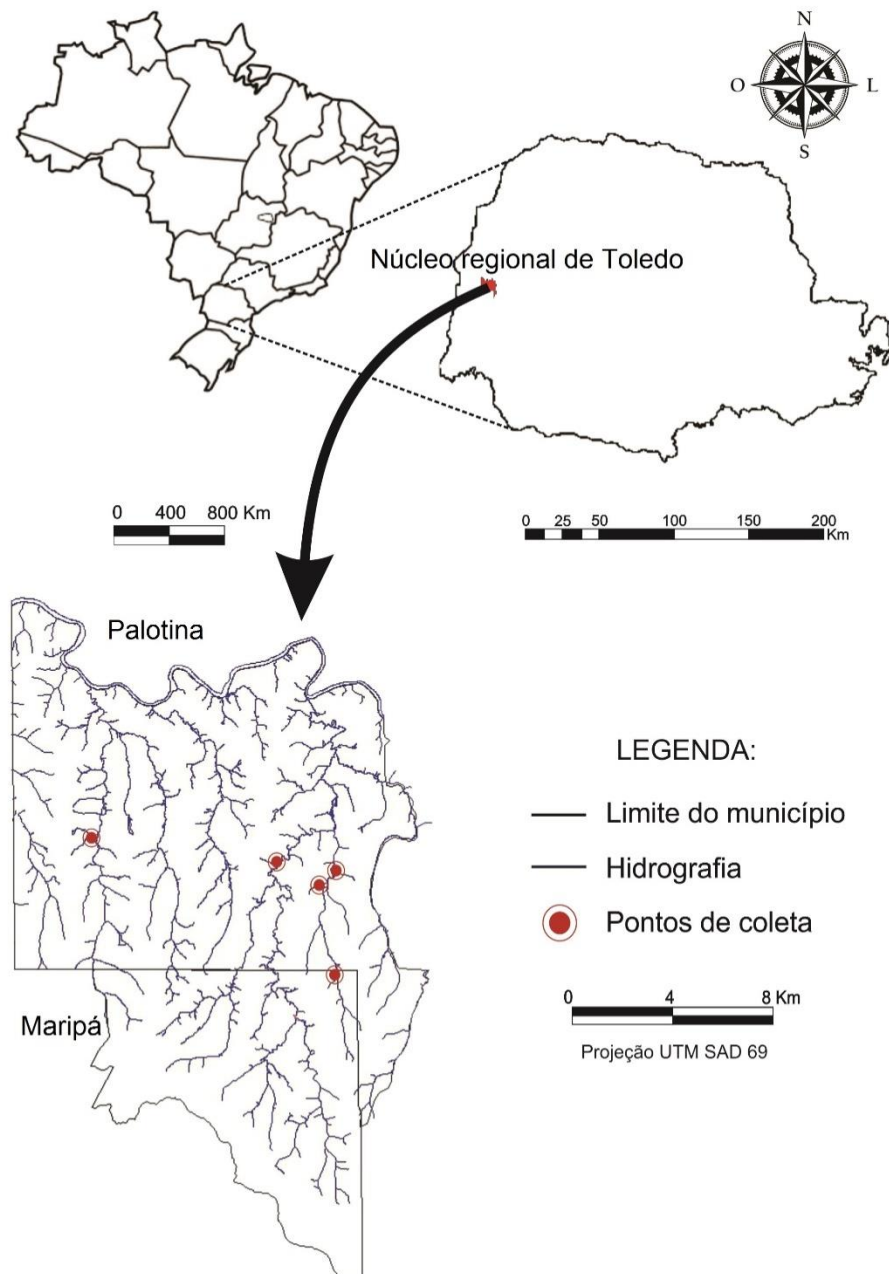 N
O
L
S
Núcleo regional de Toledo
0 400 800 Km
0 25 50 100 150 200
Km
Palotina
LEGENDA:
Limite do município
Hidrografia
Pontos de coleta
Maripá
0 4 8 Km
Projeção UTM SAD 69